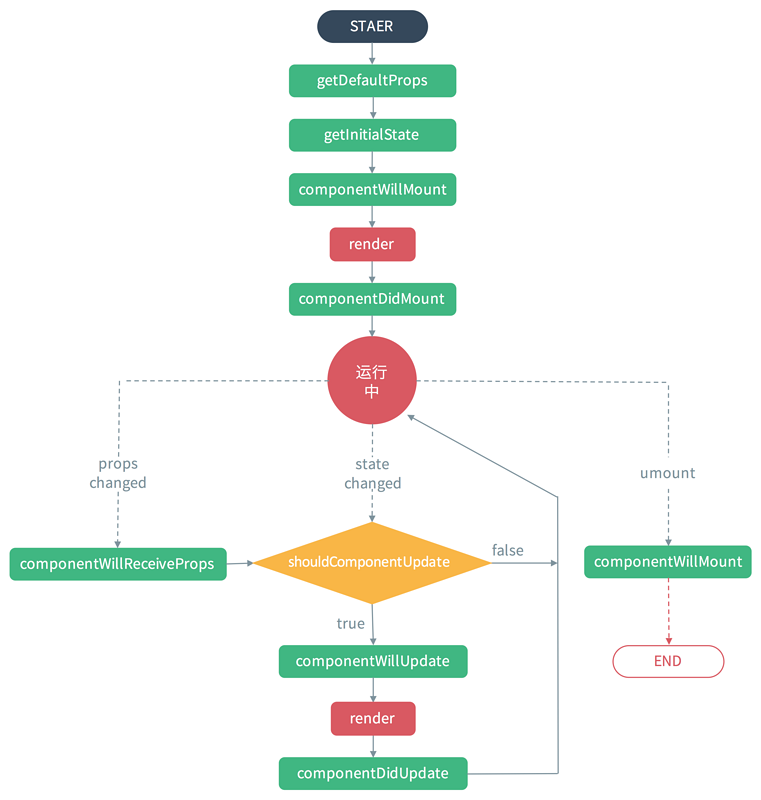 STAER
getDefaultProps
getInitialState
componentWillMount
render
componentDidMount
运行
中
props
changed
state
changed
umount
componentWillReceiveProps
shouldComponentUpdate
false
componentWillMount
true
componentWillUpdate
END
render
componentDidUpdate